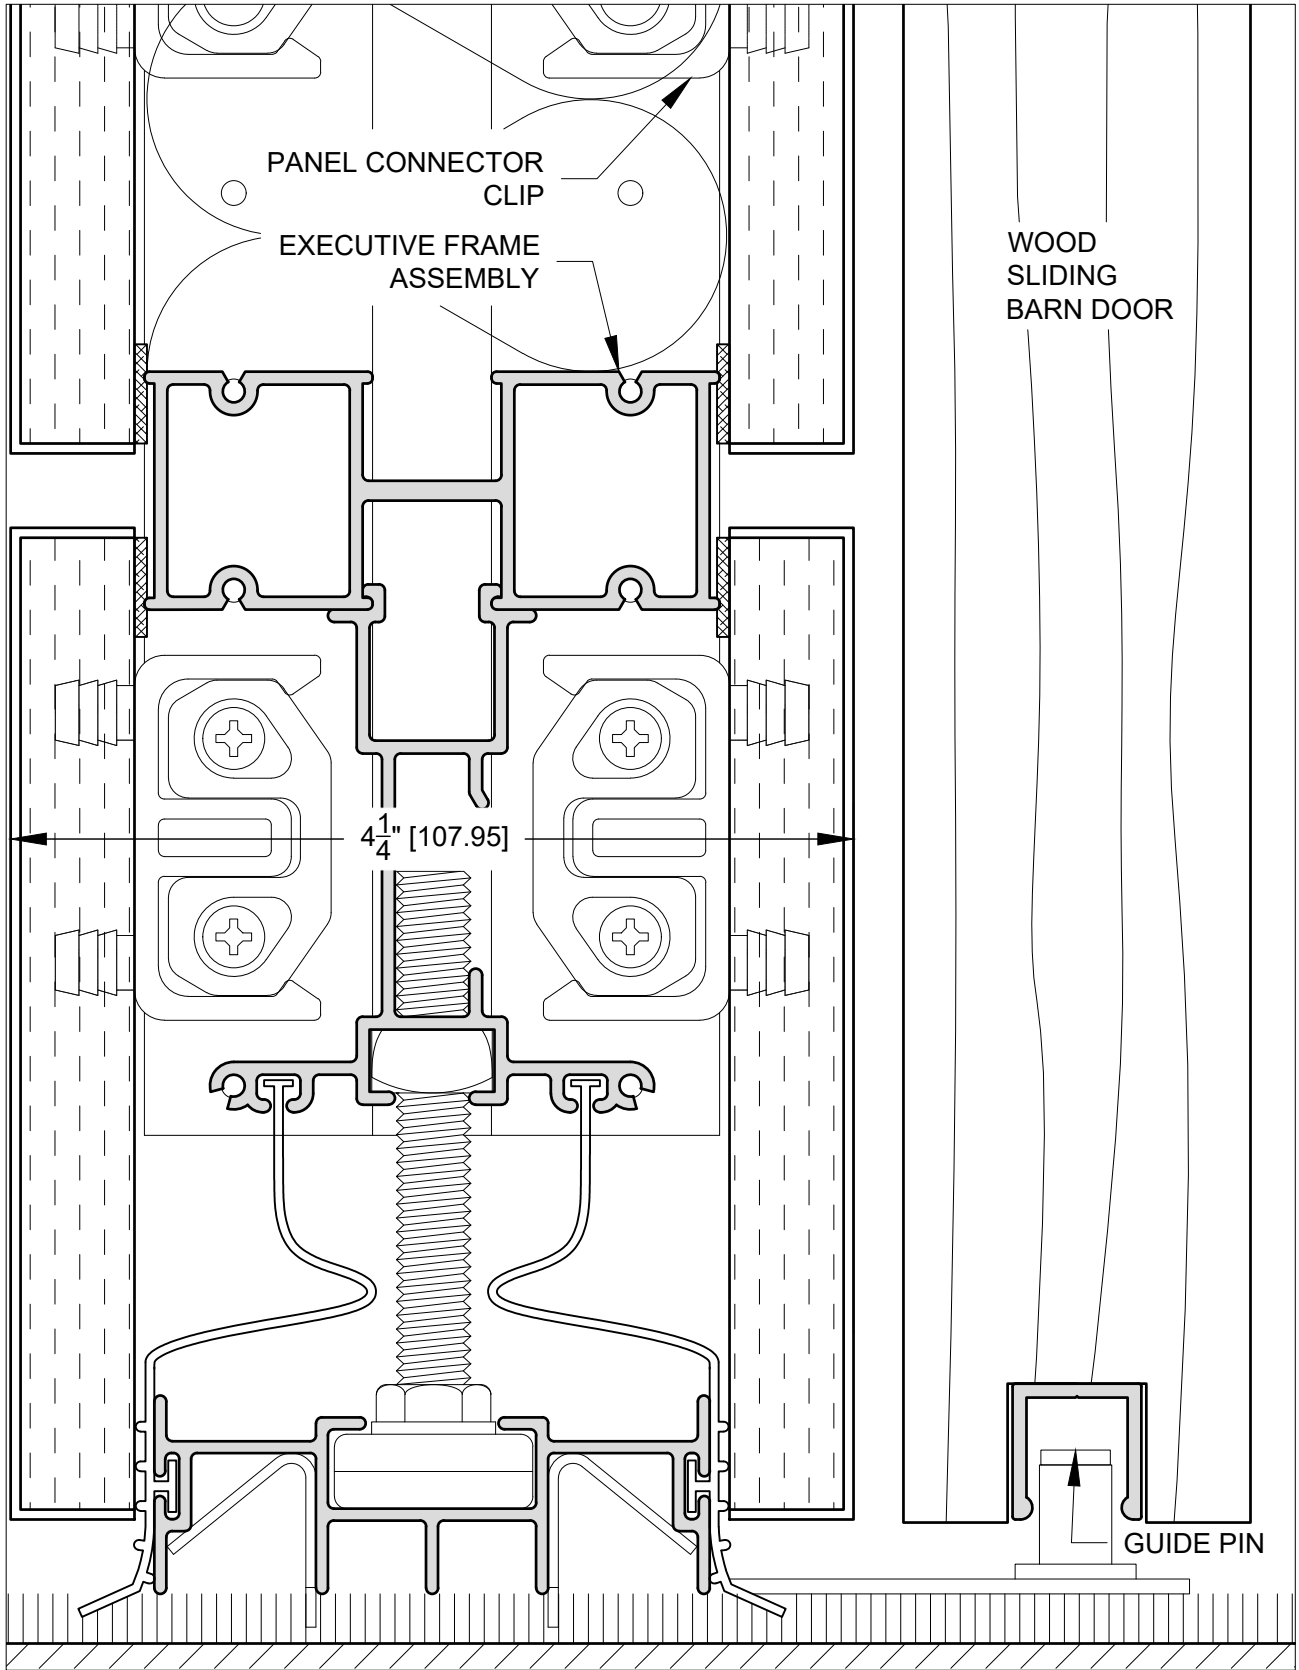 PANEL CONNECTOR
CLIP
EXECUTIVE FRAME
ASSEMBLY
WOOD
SLIDING
BARN DOOR
4 1/4" [107.95]
GUIDE PIN